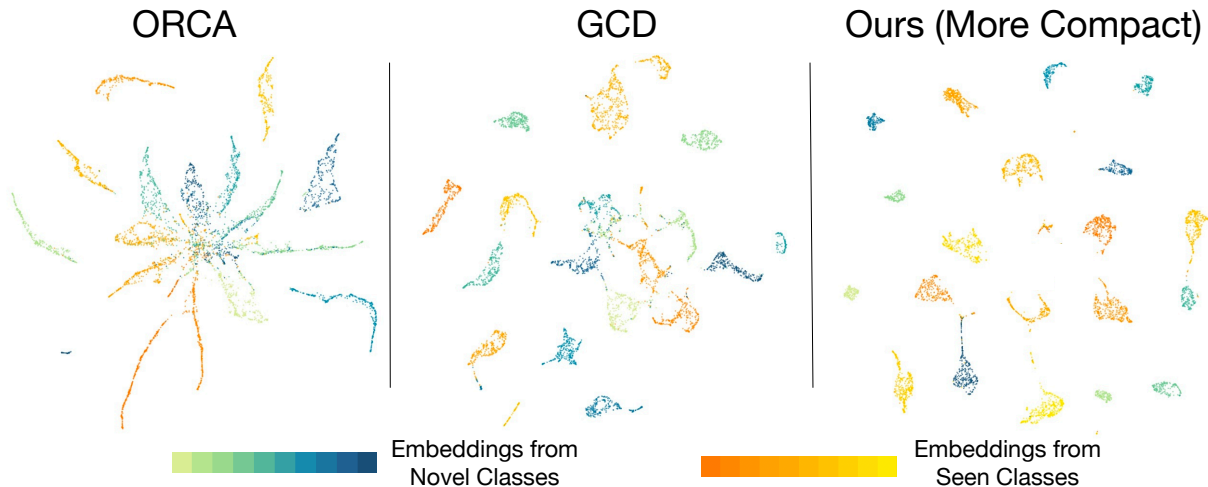 ORCA
GCD
Ours (More Compact)
Embeddings from
Novel Classes
Embeddings from
Seen Classes